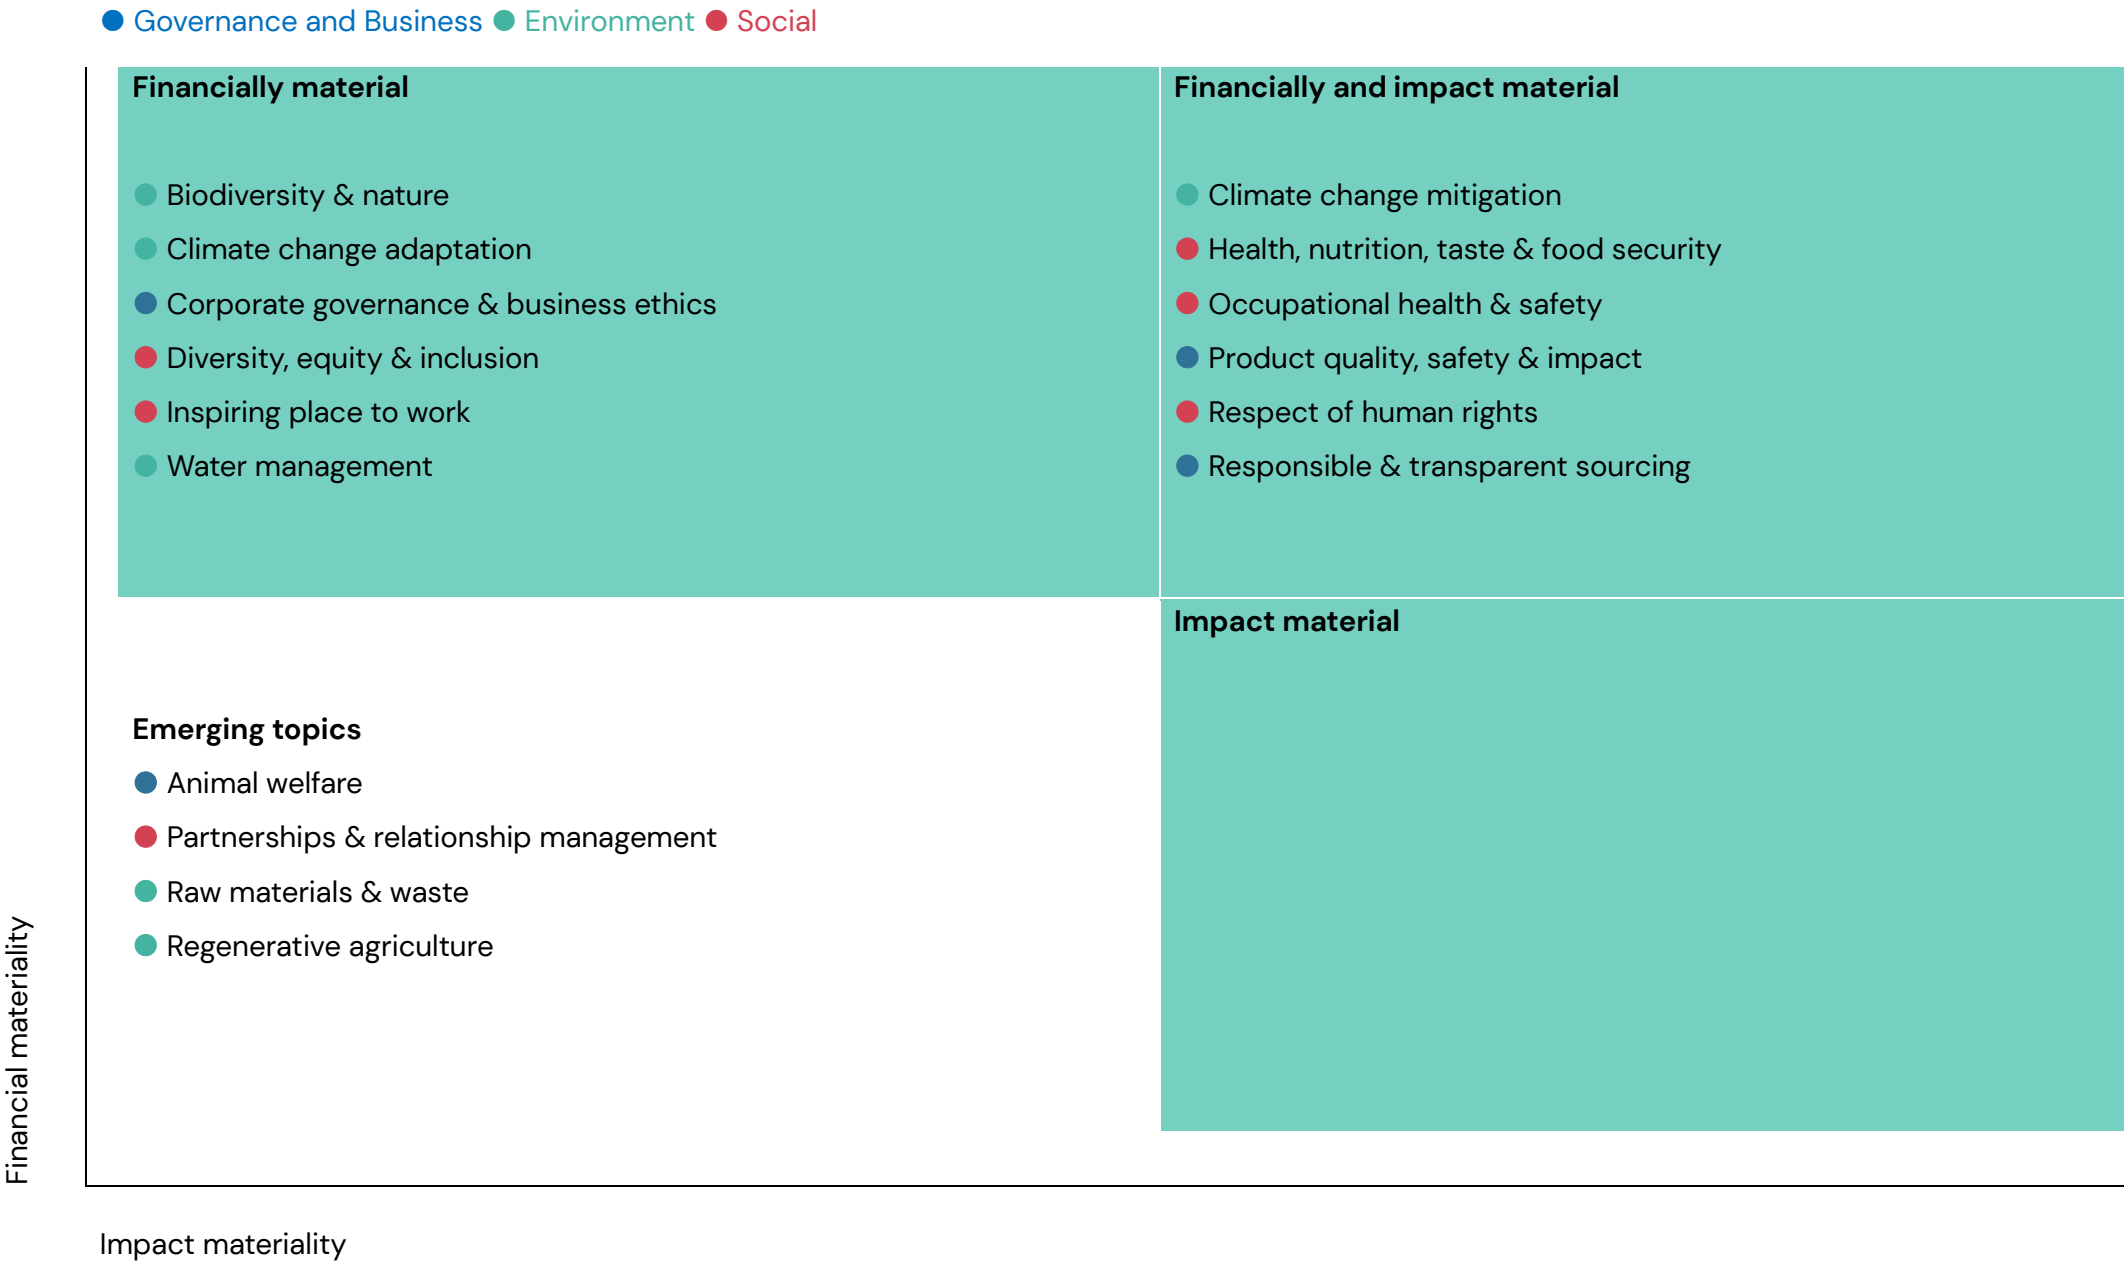 Governance and Business Environment Social
Financially material
Biodiversity & nature
Climate change adaptation
Corporate governance & business ethics
Diversity, equity & inclusion
Inspiring place to work
Water management
Financially and impact material
Climate change mitigation
Health, nutrition, taste & food security
Occupational health & safety
Product quality, safety & impact
Respect of human rights
Responsible & transparent sourcing
Emerging topics
Animal welfare
Partnerships & relationship management
Raw materials & waste
Regenerative agriculture
Impact material
Financial materiality
Impact materiality